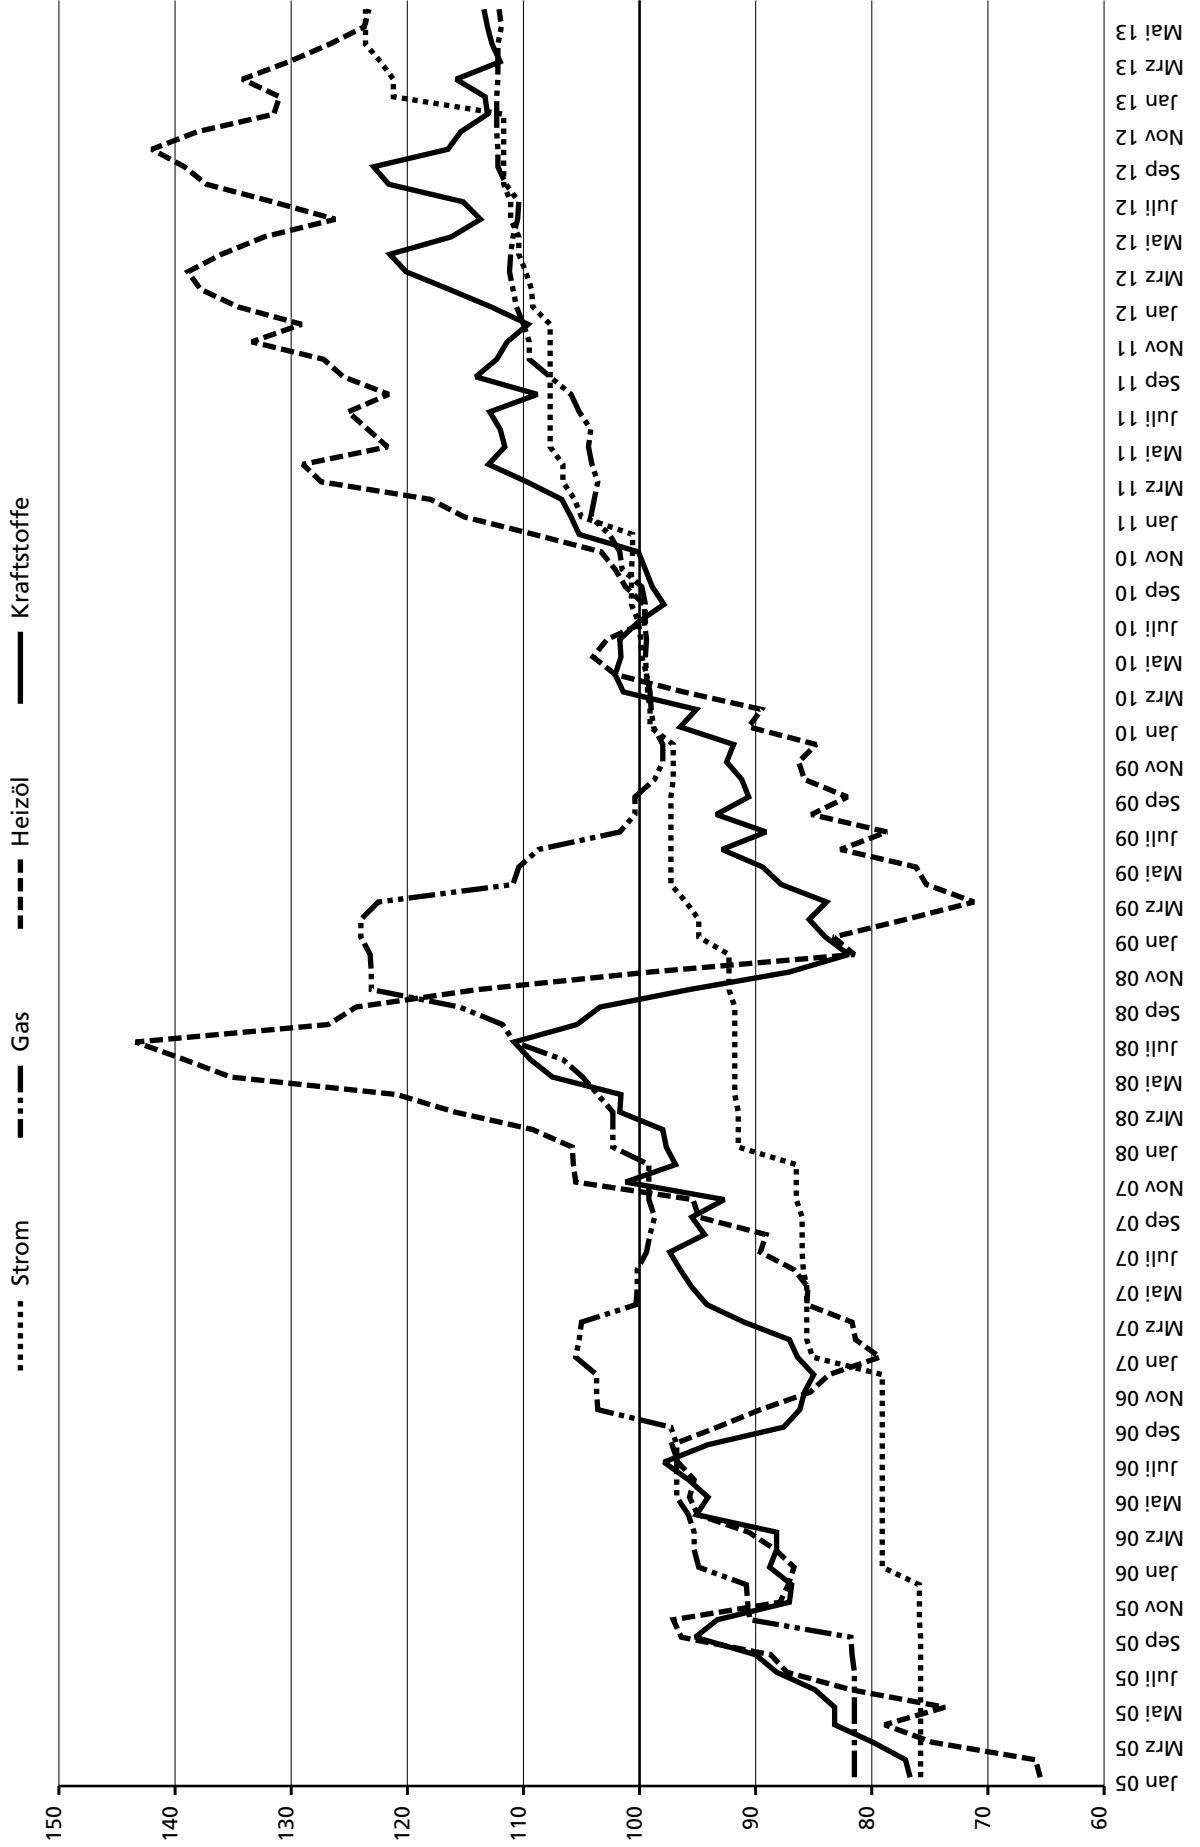 Strom
Gas
Heizöl
Kraftstoffe
150
140
130
120
110
100
90
80
70
60
Jan 05
Mrz 05
Mai 05
Juli 05
Sep 05
Nov 05
Jan 06
Mrz 06
Mai 06
Juli 06
Sep 06
Nov 06
Jan 07
Mrz 07
Mai 07
Juli 07
Sep 07
Nov 07
Jan 08
Mrz 08
Mai 08
Juli 08
Sep 08
Nov 08
Jan 09
Mrz 09
Mai 09
Juli 09
Sep 09
Nov 09
Jan 10
Mrz 10
Mai 10
Juli 10
Sep 10
Nov 10
Jan 11
Mrz 11
Mai 11
Juli 11
Sep 11
Nov 11
Jan 12
Mrz 12
Mai 12
Juli 12
Sep 12
Nov 12
Jan 13
Mrz 13
Mai 13